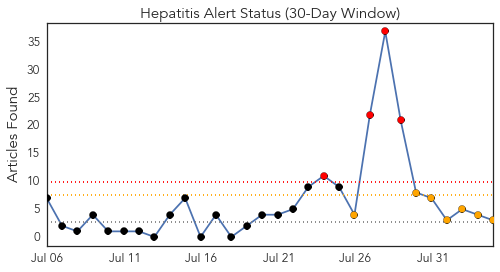 Hepatitis Alert Status (30-Day Window)
Articles Found
35
30
25
20
15
10
5
0
Jul 06
Jul 11
Jul 16
Jul 21
Jul 26
Jul 31